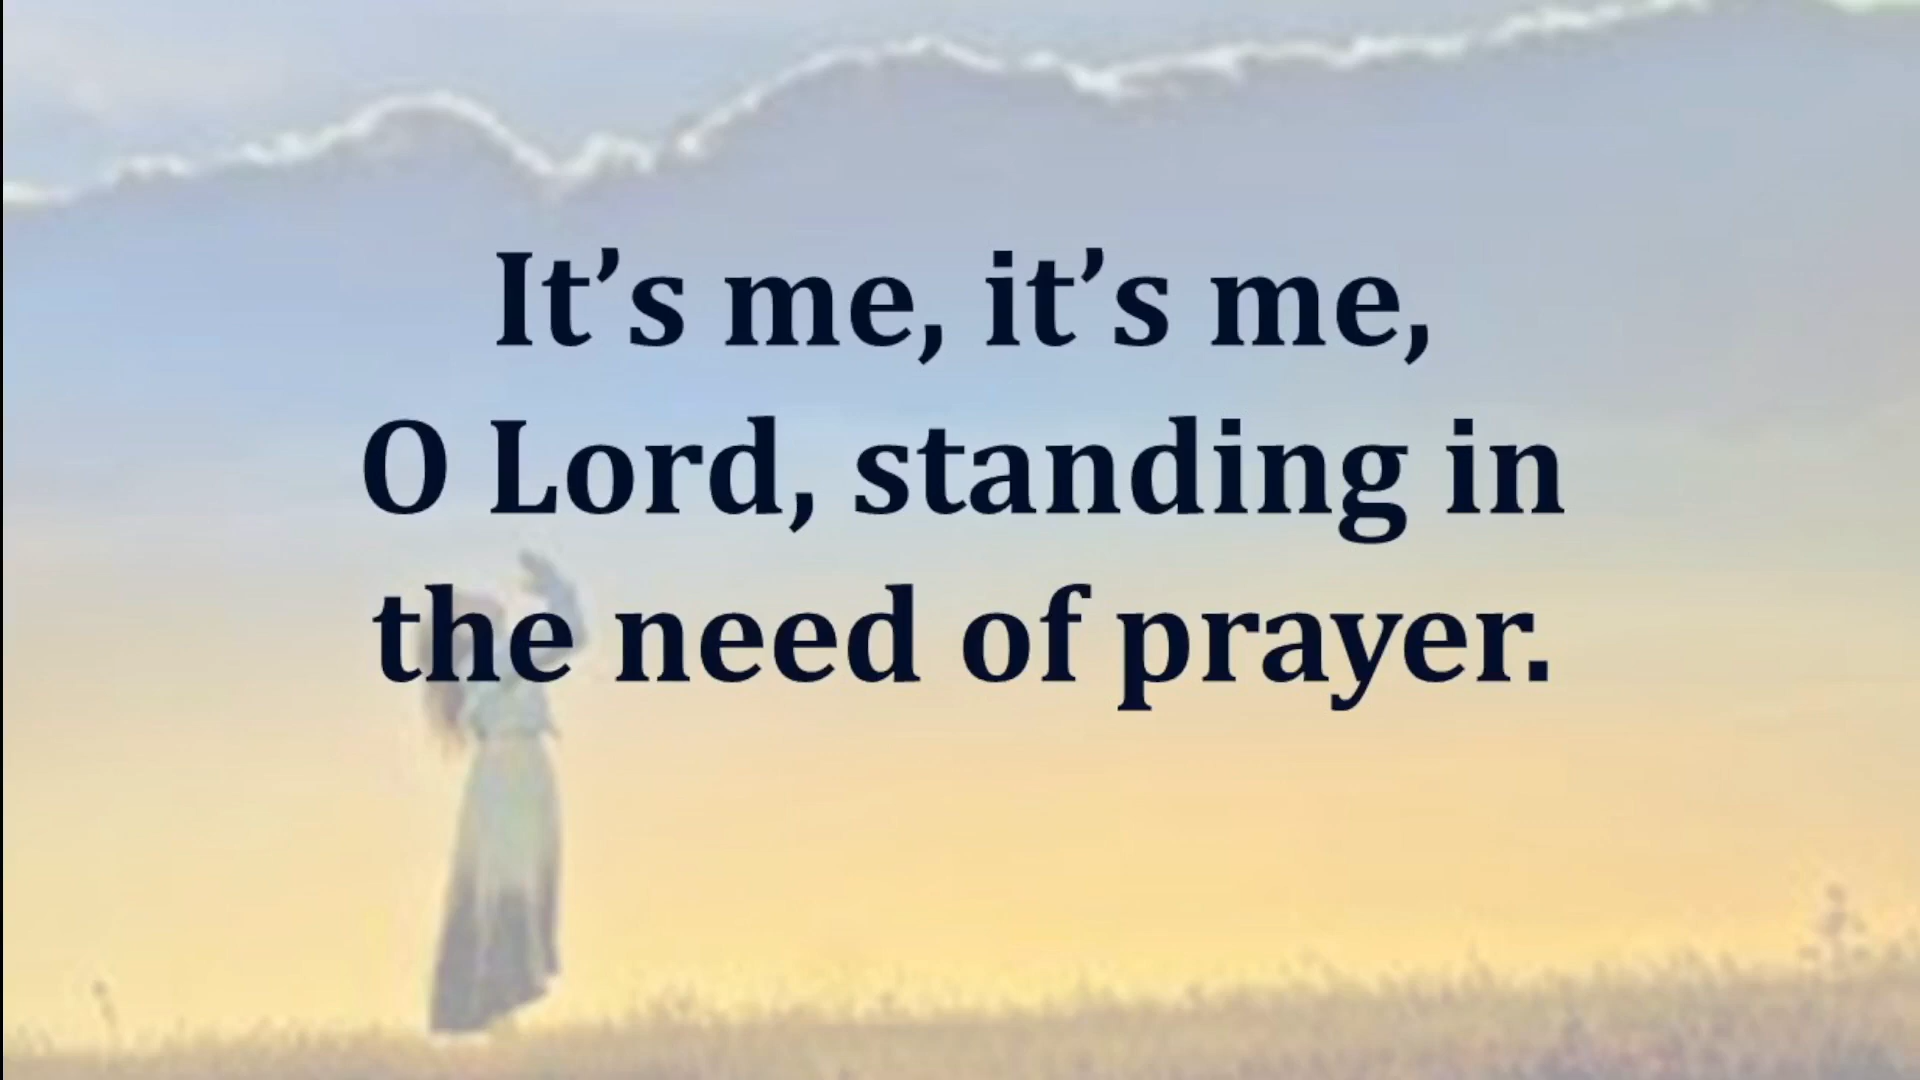 It’s me, it’s me,
O Lord, standing in
the need of prayer.